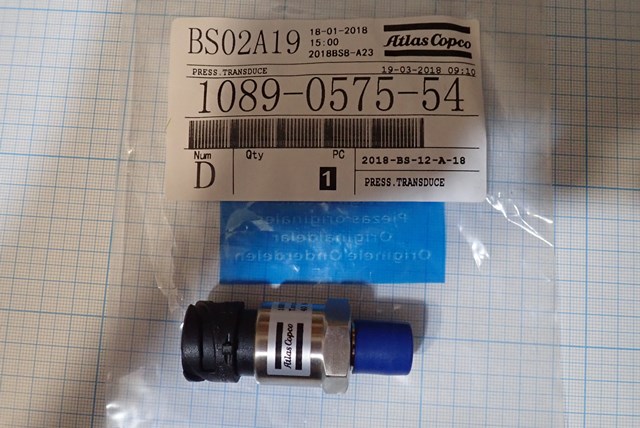 BS02A19
18-01-2018
15:00
2018BS8-A23
Atlas Copco
PRESS.TRANSDUCE
19-03-2018 09:10
1089-0575-54
Num
Qty
PC
D
1
2018-BS-12-A-18
PRESS.TRANSDUCE
Piezas originales
Originaldelar
Originele Onderdelen
Atlas Copco